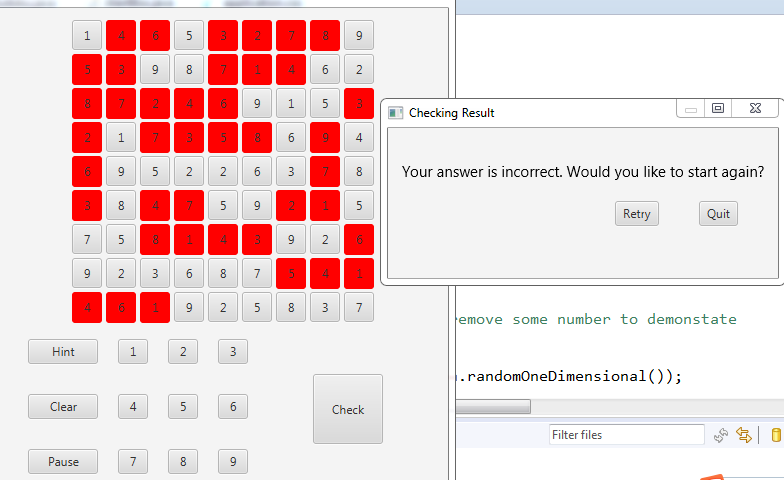 1 4 6 5 3 2 7 8 9
5 3 9 8 7 1 4 6 2
8 7 2 4 6 9 1 5 3
2 1 7 3 5 8 6 9 4
6 9 5 2 2 6 3 7 8
3 8 4 7 5 9 2 1 5
7 5 8 1 4 3 9 2 6
9 2 3 6 8 7 5 4 1
4 6 1 9 2 5 8 3 7
Hint 1 2 3
Clear 4 5 6
Check
Pause 7 8 9
Checking Result
Your answer is incorrect. Would you like to start again?
Retry Quit
remove some number to demonstate
.randomOneDimensional());
Filter files